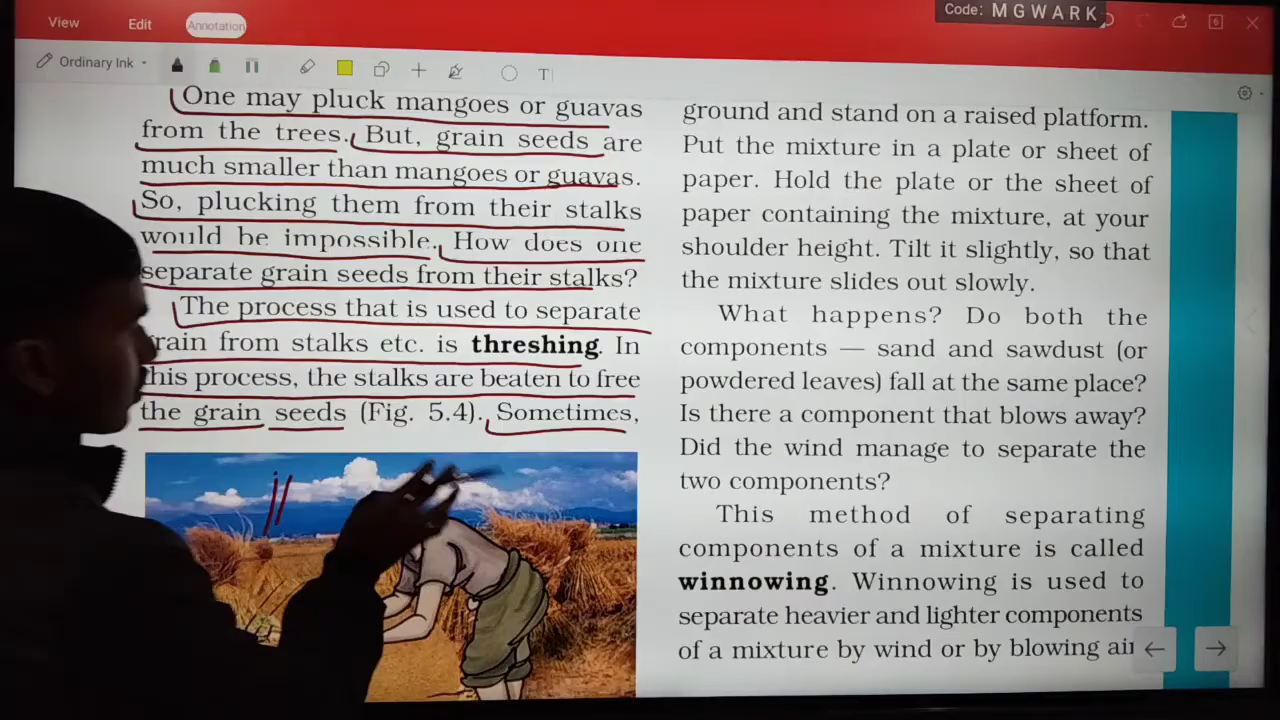 Code: MGWARK
View Edit Annotation
Ordinary Ink
One may pluck mangoes or guavas
from the trees. But, grain seeds are
much smaller than mangoes or guavas.
So, plucking them from their stalks
would be impossible. How does one
separate grain seeds from their stalks?
The process that is used to separate
grain from stalks etc. is threshing. In
this process, the stalks are beaten to free
the grain seeds (Fig. 5.4). Sometimes,
ground and stand on a raised platform.
Put the mixture in a plate or sheet of
paper. Hold the plate or the sheet of
paper containing the mixture, at your
shoulder height. Tilt it slightly, so that
the mixture slides out slowly.
What happens? Do both the
components — sand and sawdust (or
powdered leaves) fall at the same place?
Is there a component that blows away?
Did the wind manage to separate the
two components?
This method of separating
components of a mixture is called
winnowing. Winnowing is used to
separate heavier and lighter components
of a mixture by wind or by blowing air